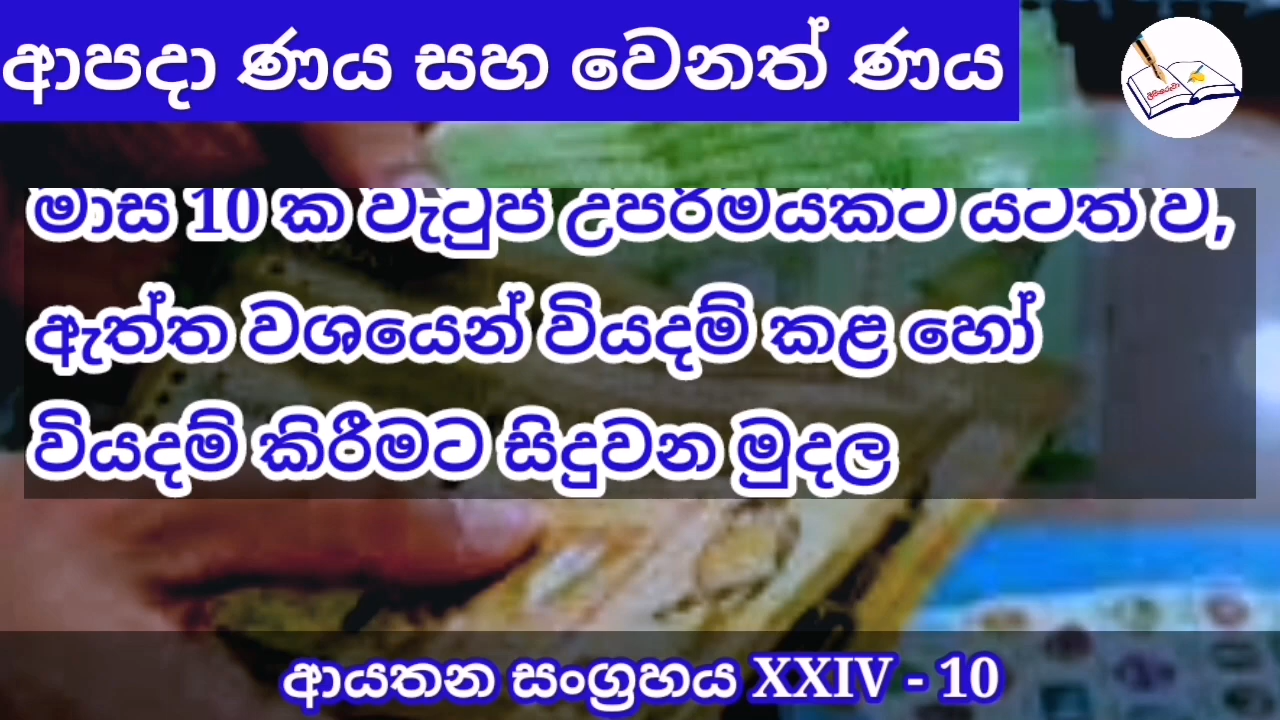 ආපදා ණය සහ වෙනත් ණය
මාස 10 ක වැටුප් උපරිමයකට යටත් ව,
ඇත්ත වශයෙන් වියදම් කළ හෝ
වියදම් කිරීමට සිදුවන මුදල
ආයතන සංග්‍රහය XXIV - 10